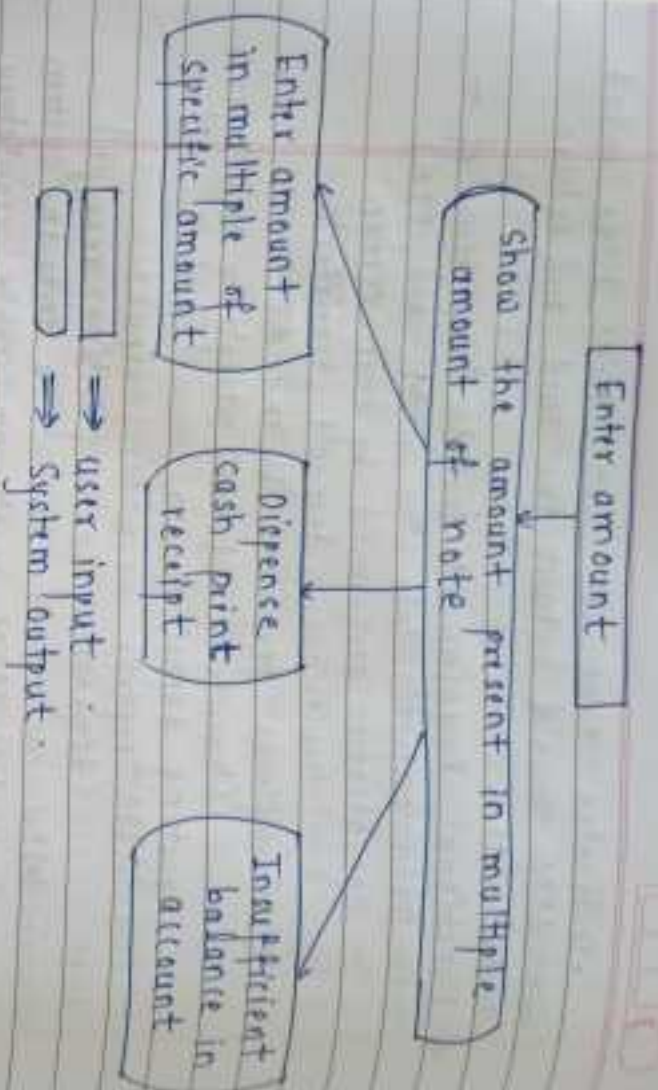 Enter amount
Show the amount present in multiple
amount of note
Enter amount
in multiple of
specific amount
Dispense
cash print
receipt
Insufficient
balance in
account
⇒ user input.
⇒ System output.